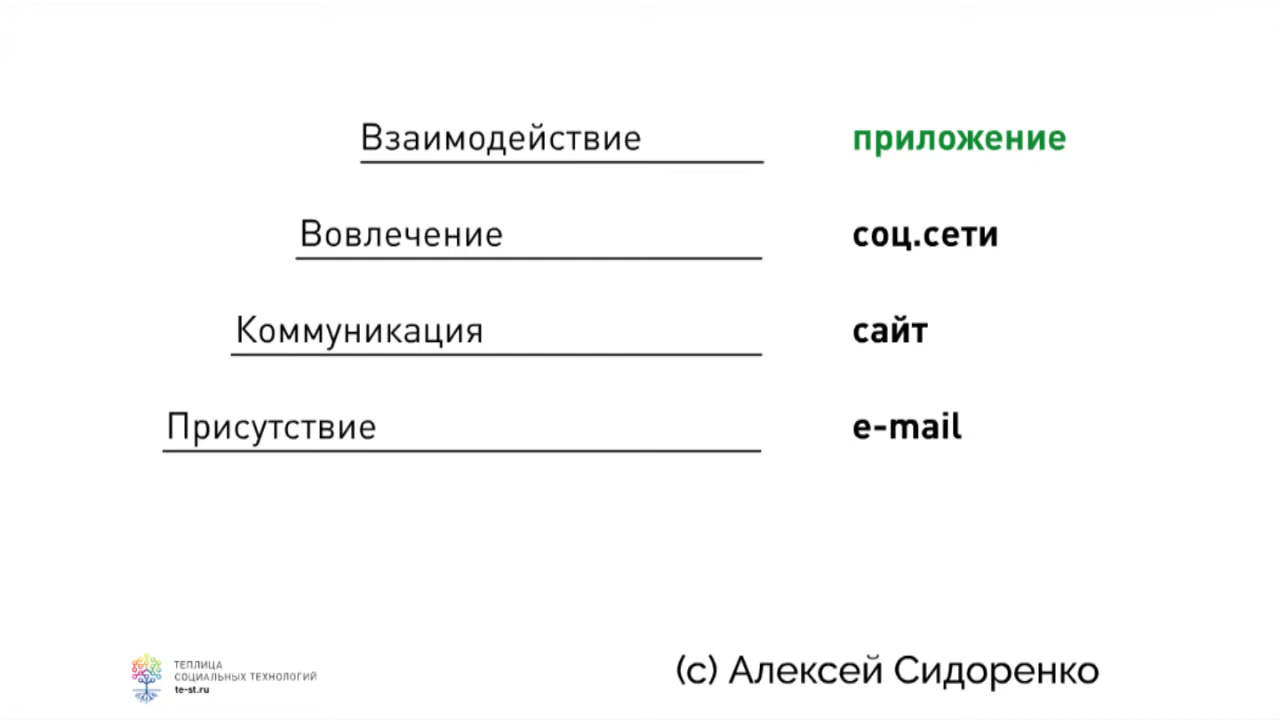 Взаимодействие приложение
Вовлечение соц.сети
Коммуникация сайт
Присутствие e-mail
ТЕПЛИЦА
СОЦИАЛЬНЫХ ТЕХНОЛОГИЙ
te-st.ru
(c) Алексей Сидоренко